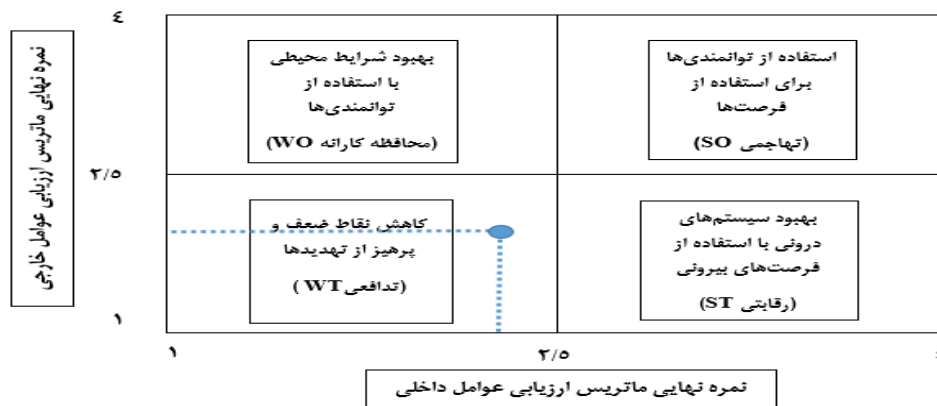 ۴
نمره نهایی ماتریس ارزیابی عوامل خارجی
۲/۵
۱
استفاده از توانمندی‌ها
برای استفاده از
فرصت‌ها
(تهاجمی SO)
بهبود شرایط محیطی
با استفاده از
توانمندی‌ها
(محافظه کارانه WO)
بهبود سیستم‌های
درونی با استفاده از
فرصت‌های بیرونی
(رقابتی ST)
کاهش نقاط ضعف و
پرهیز از تهدیدها
(تدافعی WT)
۱
۲/۵
نمره نهایی ماتریس ارزیابی عوامل داخلی